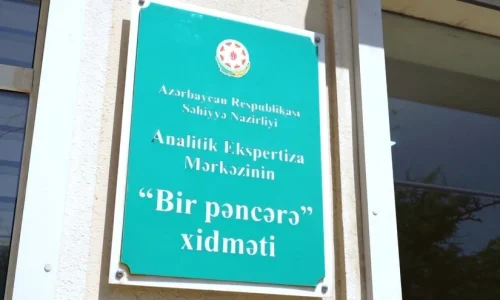 Azərbaycan Respublikası
Səhiyyə Nazirliyi
Analitik Ekspertiza
Mərkəzinin
“Bir pəncərə”
xidməti